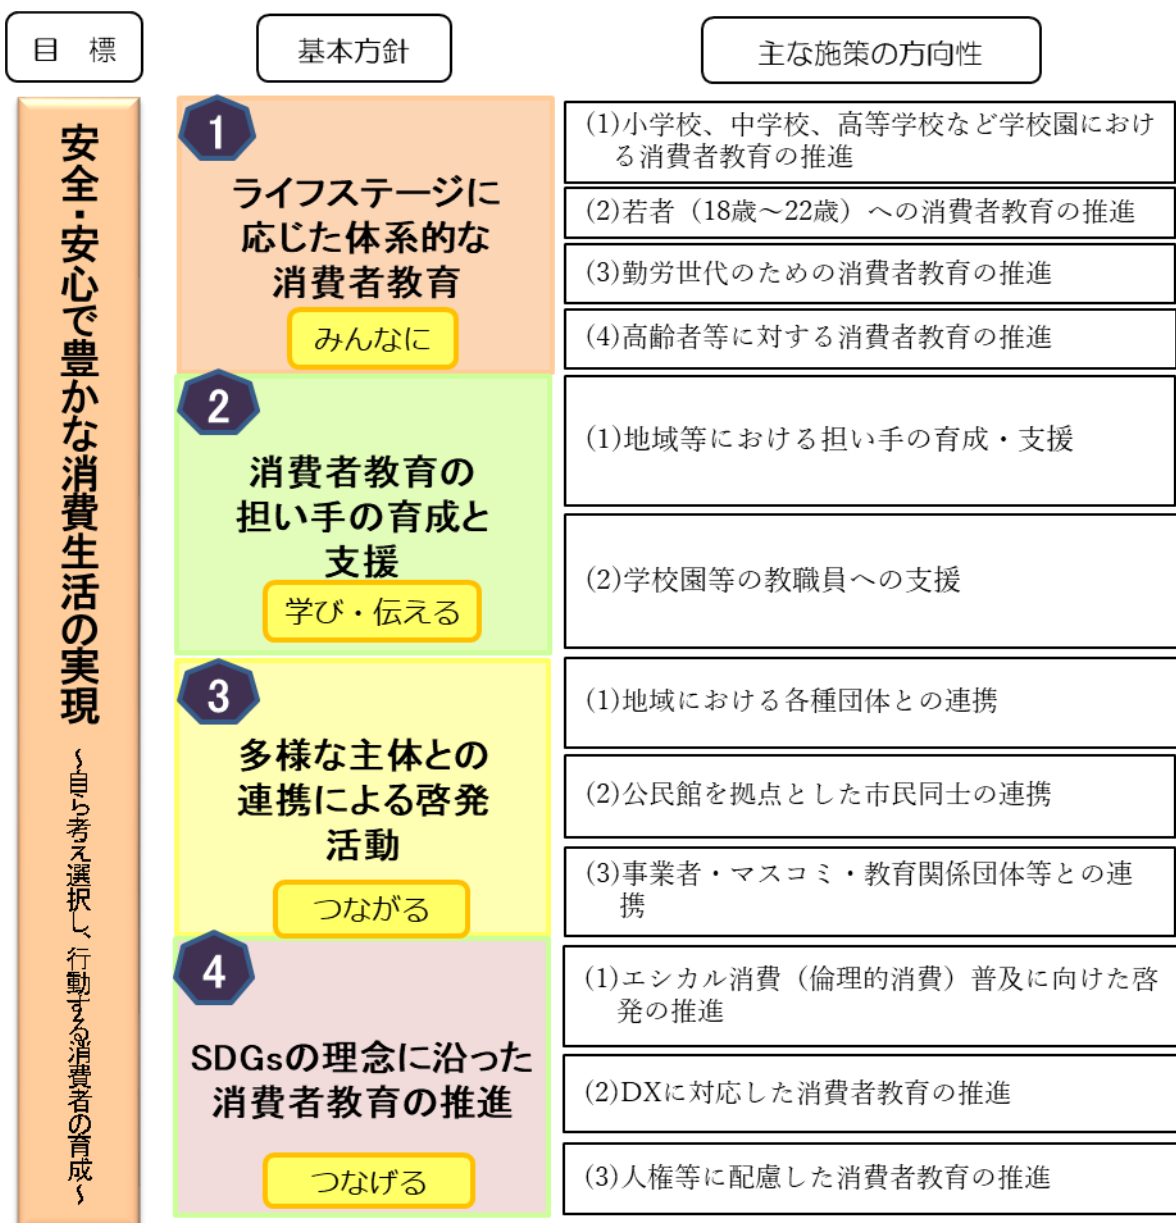 目　標
基本方針
主な施策の方向性
安全・安心で豊かな消費生活の実現
～自ら考え選択し、行動する消費者の育成～
1
ライフステージに
応じた体系的な
消費者教育
みんなに
(1)小学校、中学校、高等学校など学校園におけ
る消費者教育の推進
(2)若者（18歳～22歳）への消費者教育の推進
(3)勤労世代のための消費者教育の推進
(4)高齢者等に対する消費者教育の推進
2
消費者教育の
担い手の育成と
支援
学び・伝える
(1)地域等における担い手の育成・支援
(2)学校園等の教職員への支援
3
多様な主体との
連携による啓発
活動
つながる
(1)地域における各種団体との連携
(2)公民館を拠点とした市民同士の連携
(3)事業者・マスコミ・教育関係団体等との連
携
4
SDGsの理念に沿った
消費者教育の推進
つなげる
(1)エシカル消費（倫理的消費）普及に向けた啓
発の推進
(2)DXに対応した消費者教育の推進
(3)人権等に配慮した消費者教育の推進